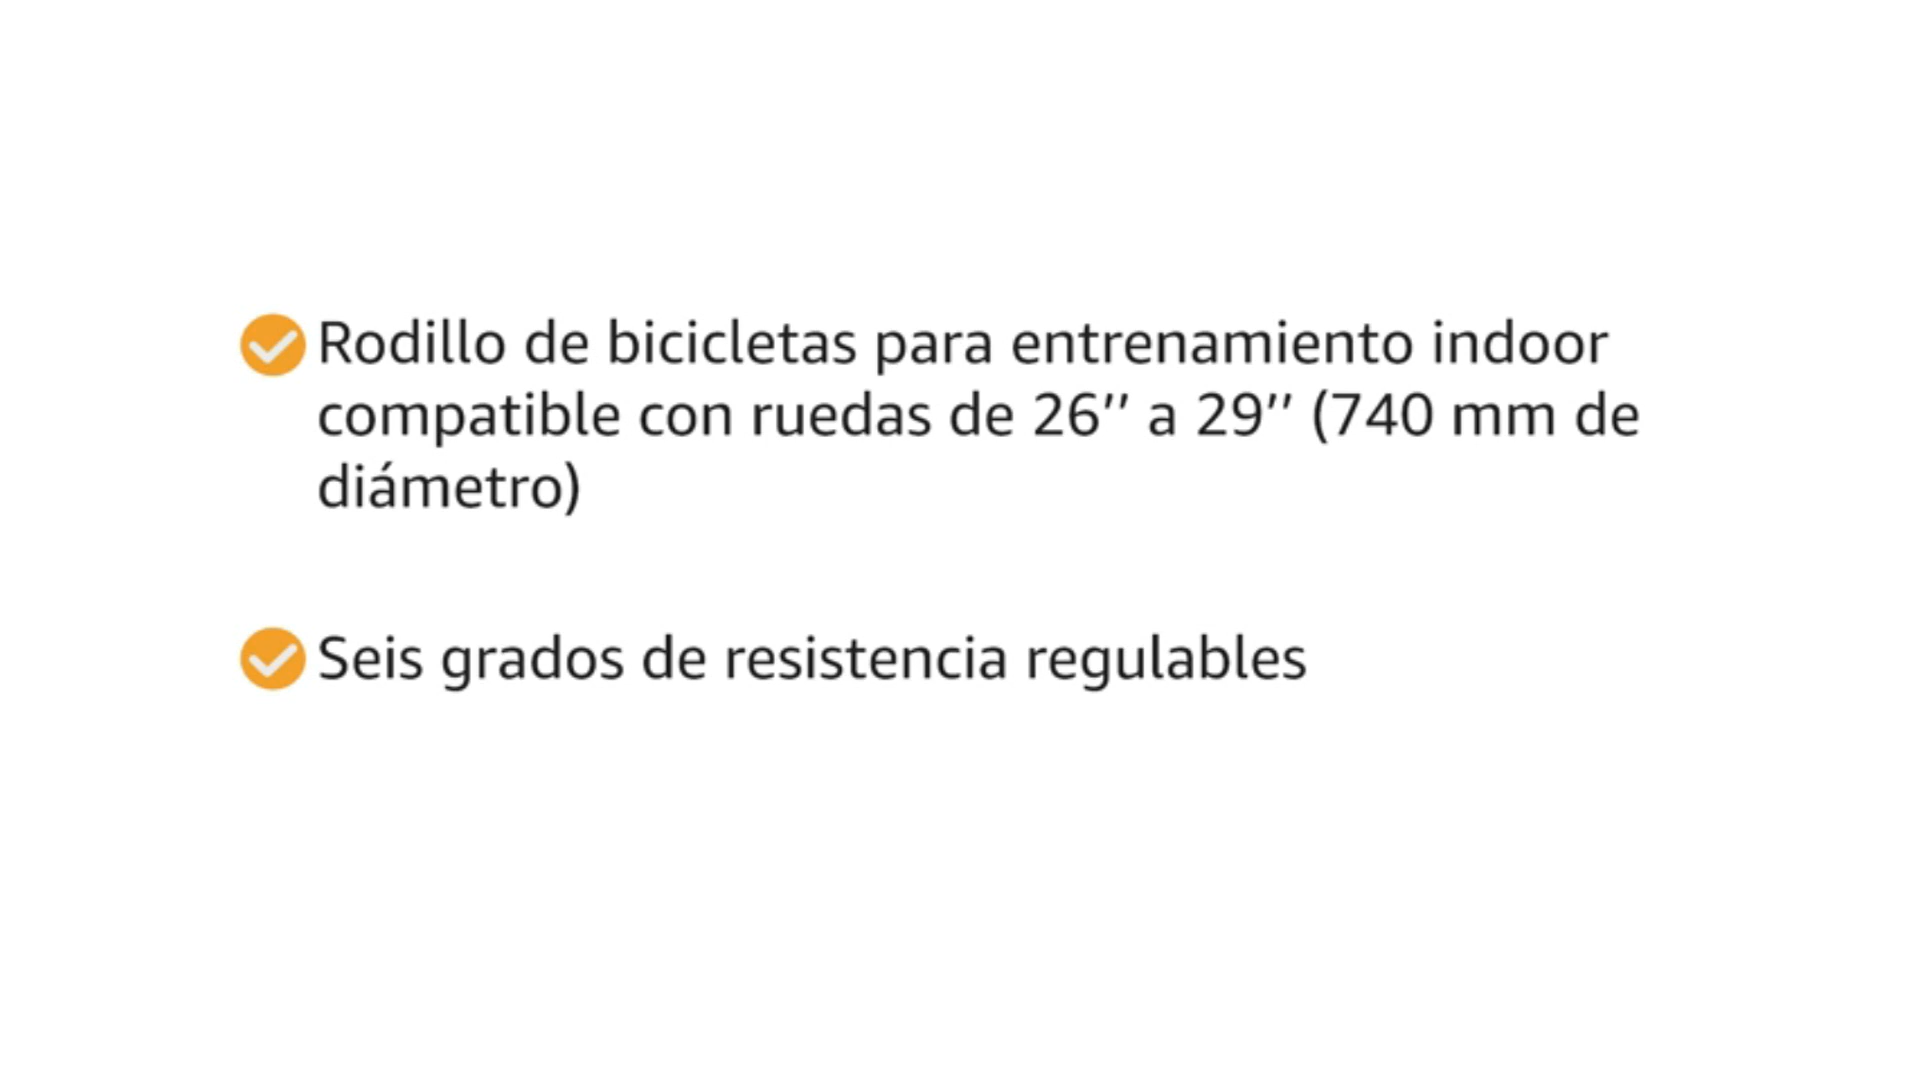 Rodillo de bicicletas para entrenamiento indoor
compatible con ruedas de 26’’ a 29’’ (740 mm de
diámetro)
Seis grados de resistencia regulables